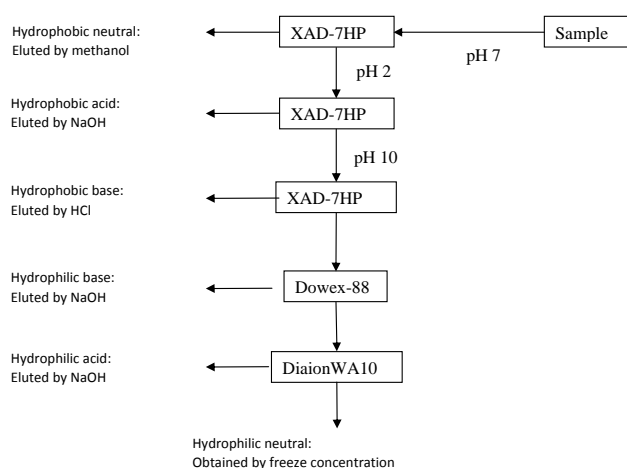 Hydrophobic neutral:
Eluted by methanol
XAD-7HP
Sample
pH 7
pH 2
Hydrophobic acid:
Eluted by NaOH
XAD-7HP
pH 10
Hydrophobic base:
Eluted by HCl
XAD-7HP
Hydrophilic base:
Eluted by NaOH
Dowex-88
Hydrophilic acid:
Eluted by NaOH
DiaionWA10
Hydrophilic neutral:
Obtained by freeze concentration